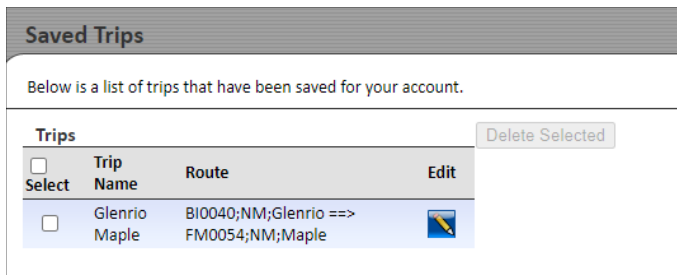 Saved Trips
Below is a list of trips that have been saved for your account.
Trips
Delete Selected
Select
Trip
Name
Route
Edit
Glenrio
Maple
BI0040;NM;Glenrio ==>
FM0054;NM;Maple